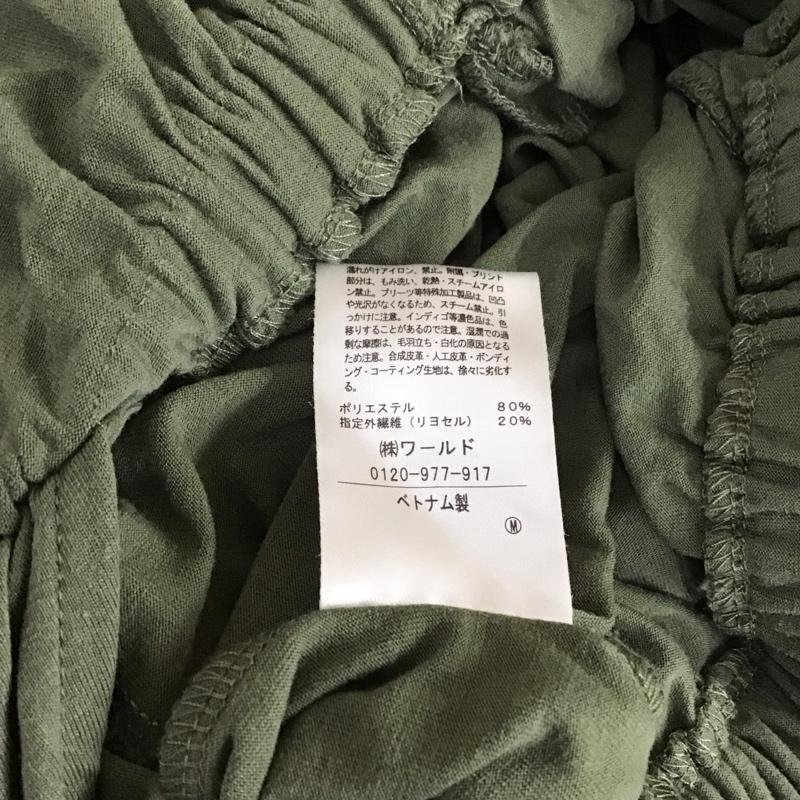 濡れがけアイロン、禁止。附属・プリント
部分は、もみ洗い、乾熱・スチームアイロ
ン禁止。プリーツ等特殊加工製品は、凹凸
や光沢がなくなるため、スチーム禁止。引
っかけに注意。インディゴ等濃色品は、色
移りすることがあるので注意。湿潤での過
剰な摩擦は、毛羽立ち・白化の原因となる
ため注意。合成皮革・人工皮革・ボンディ
ング・コーティング生地は、徐々に劣化す
る。
ポリエステル 80%
指定外繊維（リヨセル） 20%
㈱ワールド
0120-977-917
ベトナム製
Ⓜ